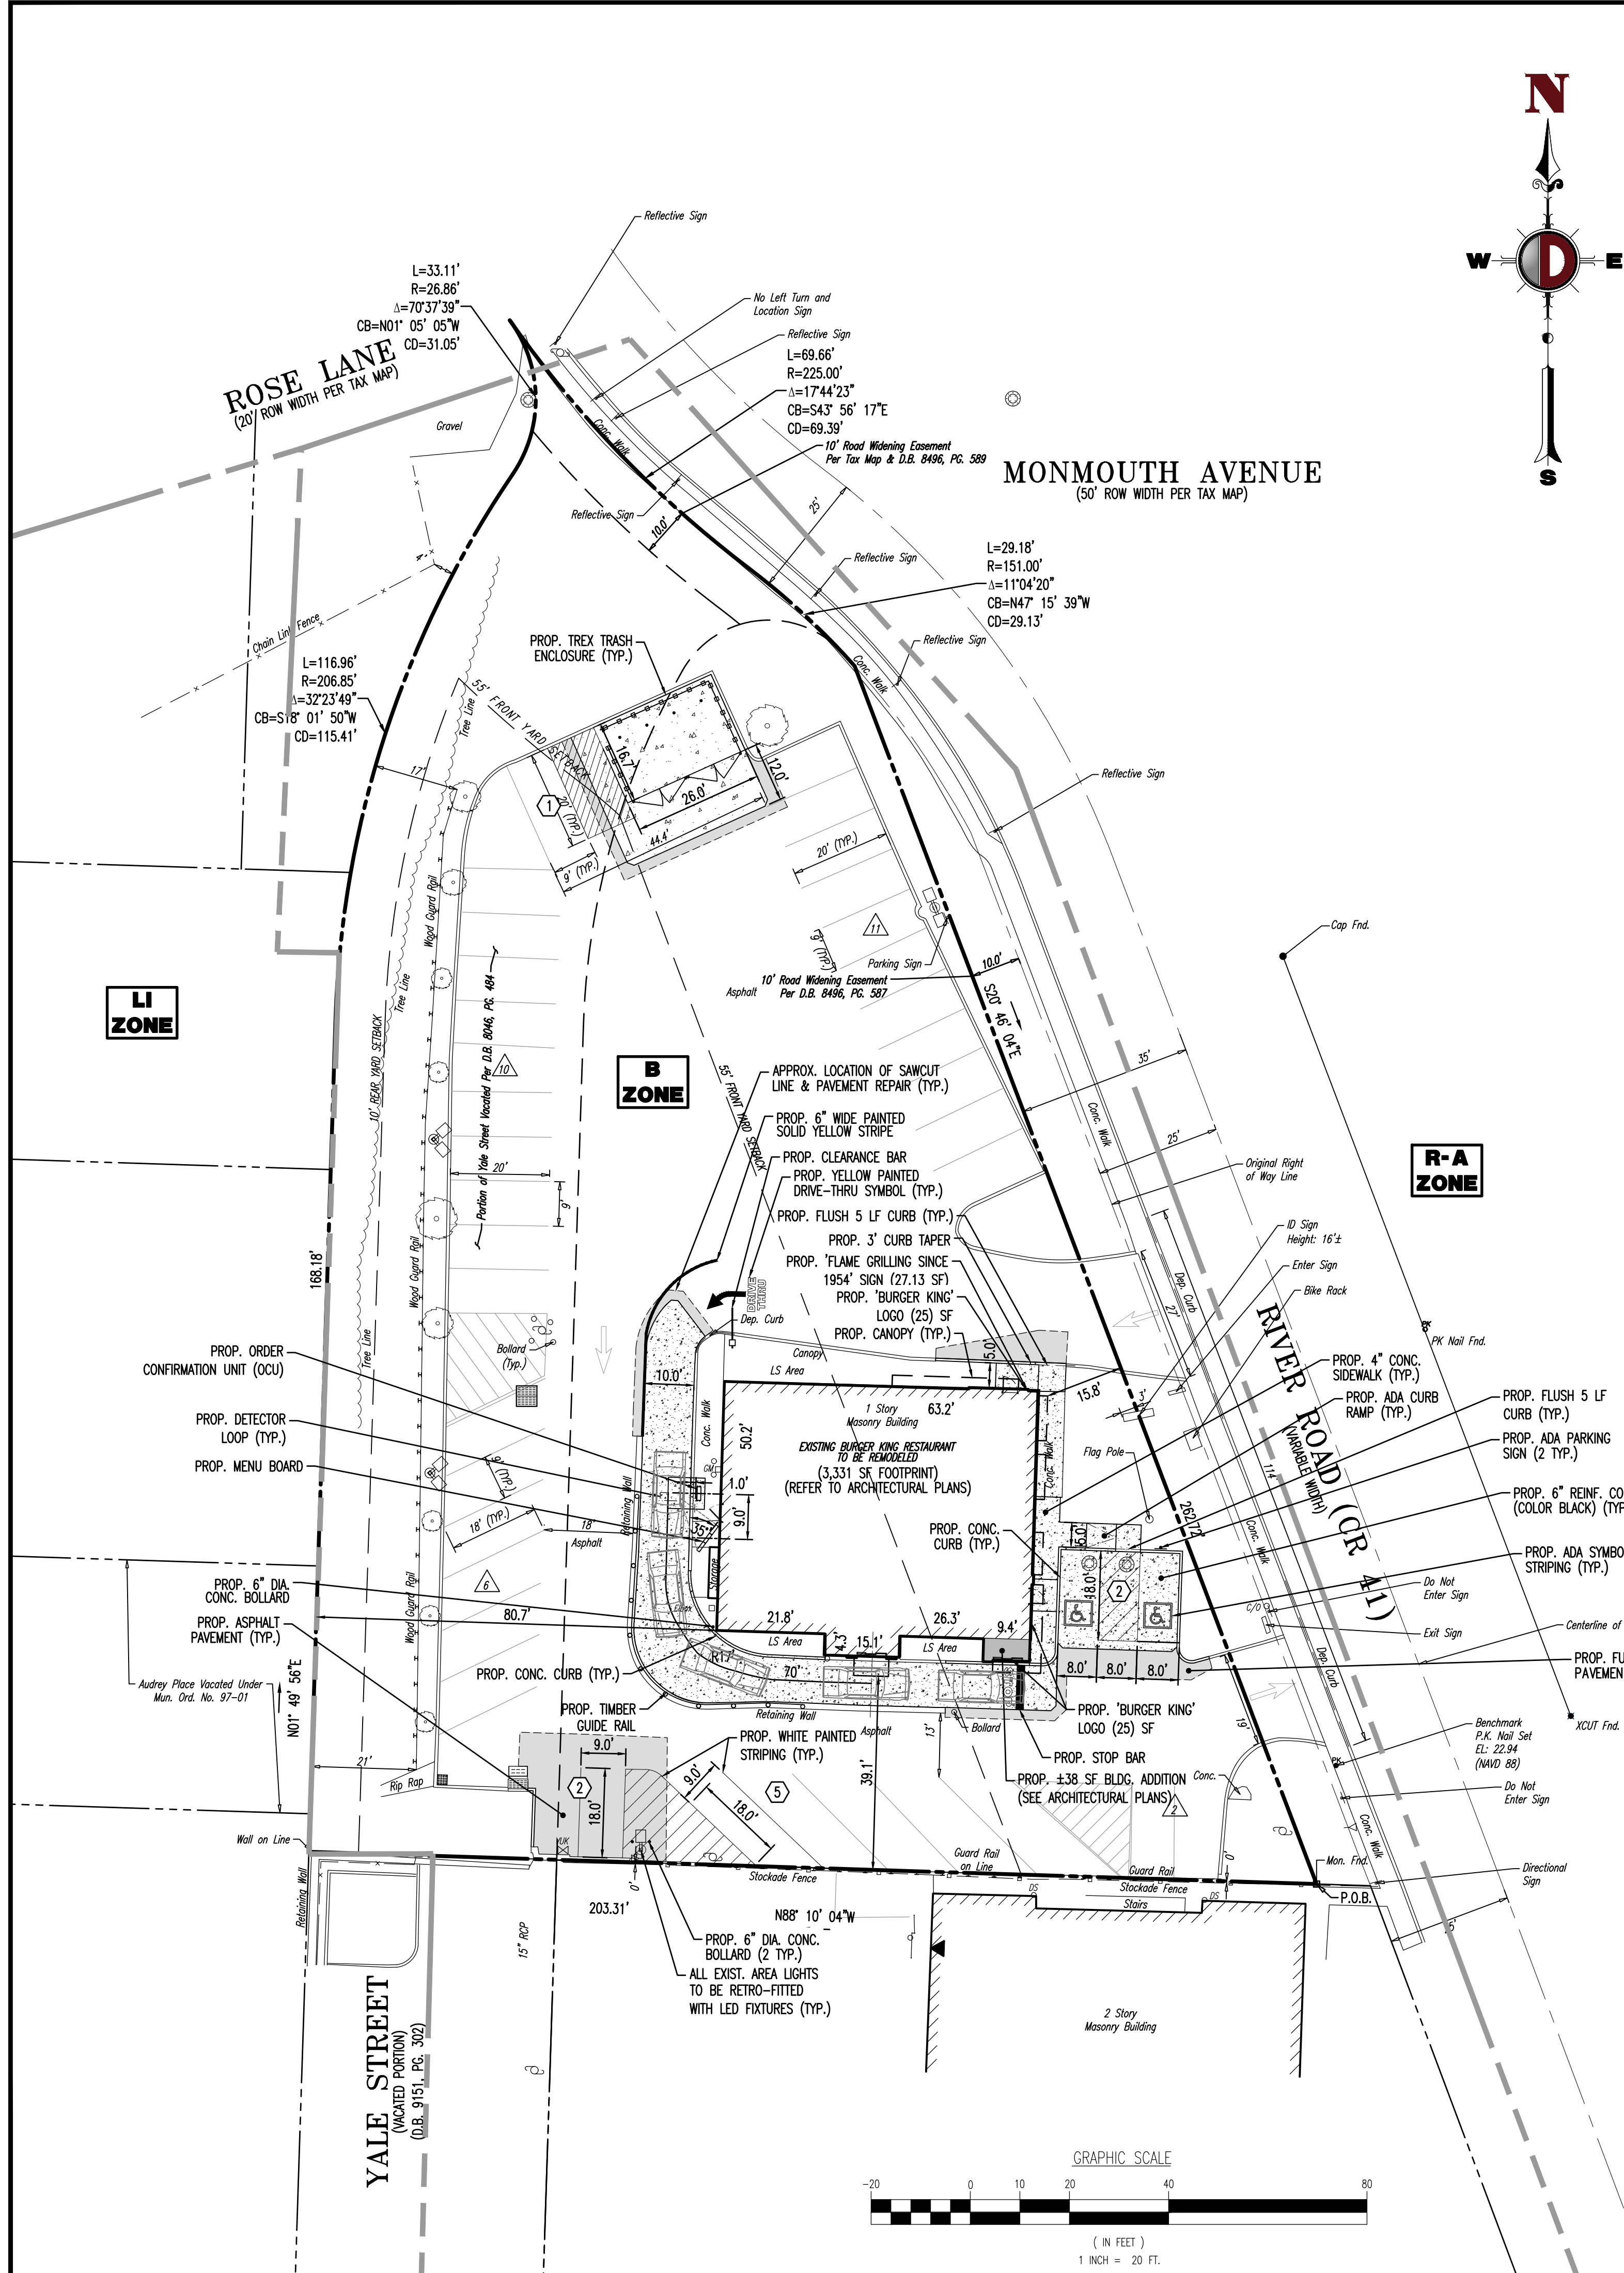 N
W
D
E
S
Reflective Sign
L=33.11'
R=26.86'
Δ=70°37'39"
CB=N01° 05' 05"W
CD=31.05'
No Left Turn and
Location Sign
Reflective Sign
L=69.66'
R=225.00'
Δ=17°44'23"
CB=S43° 56' 17"E
CD=69.39'
ROSE LANE
(20' ROW WIDTH PER TAX MAP)
Gravel
Conc. Walk
10' Road Widening Easement
Per Tax Map & D.B. 8496, PG. 589
MONMOUTH AVENUE
(50' ROW WIDTH PER TAX MAP)
Reflective Sign
10.0'
25'
Reflective Sign
L=29.18'
R=151.00'
Δ=11°04'20"
CB=N47° 15' 39"W
CD=29.13'
4'
Chain Link Fence
Reflective Sign
PROP. TREX TRASH
ENCLOSURE (TYP.)
Conc. Walk
L=116.96'
R=206.85'
Δ=32°23'49"
CB=S18° 01' 50"W
CD=115.41'
55' FRONT YARD SETBACK
Tree Line
17'
16.7'
12.0'
26.0'
44.4'
1
20' (TYP.)
9' (TYP.)
Reflective Sign
20' (TYP.)
11
9' (TYP.)
Parking Sign
10' Road Widening Easement
Per D.B. 8496, PG. 587
Asphalt
10.0'
S20° 46' 04"E
Cap Fnd.
Wood Guard Rail
Tree Line
Portion of Yale Street Vacated Per D.B. 8046, PG. 484
LI
ZONE
10' REAR YARD SETBACK
10
B
ZONE
55' FRONT YARD SETBACK
35'
25'
Conc. Walk
R-A
ZONE
APPROX. LOCATION OF SAWCUT
LINE & PAVEMENT REPAIR (TYP.)
PROP. 6" WIDE PAINTED
SOLID YELLOW STRIPE
PROP. CLEARANCE BAR
PROP. YELLOW PAINTED
DRIVE-THRU SYMBOL (TYP.)
PROP. FLUSH 5 LF CURB (TYP.)
PROP. 3' CURB TAPER
PROP. 'FLAME GRILLING SINCE
1954' SIGN (27.13 SF)
PROP. 'BURGER KING'
LOGO (25) SF
PROP. CANOPY (TYP.)
20'
9'
Original Right
of Way Line
ID Sign
Height: 16'±
Enter Sign
Bike Rack
Dep. Curb
27'
168.18'
Wood Guard Rail
DRIVE
THRU
Dep. Curb
Canopy
LS Area
5.0'
RIVER ROAD (CR 41)
(VARIABLE WIDTH)
PK
PK Nail Fnd.
PROP. ORDER
CONFIRMATION UNIT (OCU)
Tree Line
Bollard
(Typ.)
10.0'
Conc. Walk
50.2'
63.2'
1 Story
Masonry Building
EXISTING BURGER KING RESTAURANT
TO BE REMODELED
(3,331 SF FOOTPRINT)
(REFER TO ARCHITECTURAL PLANS)
15.8'
3'
Flag Pole
Conc. Walk
PROP. 4" CONC.
SIDEWALK (TYP.)
PROP. ADA CURB
RAMP (TYP.)
PROP. FLUSH 5 LF
CURB (TYP.)
PROP. ADA PARKING
SIGN (2 TYP.)
PROP. 6" REINF. CO
(COLOR BLACK) (TYP
PROP. ADA SYMBO
STRIPING (TYP.)
PROP. DETECTOR
LOOP (TYP.)
PROP. MENU BOARD
GM
1.0'
9.0'
35°
Retaining Wall
Storage
Elbox
9' (TYP.)
18' (TYP.)
18'
Asphalt
6
114'
262.72'
Conc. Walk
PROP. CONC.
CURB (TYP.)
6.0'
18.0'
2
C/O
Do Not
Enter Sign
Exit Sign
Centerline of
PROP. 6" DIA.
CONC. BOLLARD
PROP. ASPHALT
PAVEMENT (TYP.)
80.7'
Wood Guard Rail
21.8'
LS Area
4.3'
15.1'
26.3'
LS Area
9.4'
8.0'
8.0'
8.0'
Dep. Curb
PROP. FU
PAVEMEN
Audrey Place Vacated Under
Mun. Ord. No. 97-01
N01° 49' 56"E
PROP. CONC. CURB (TYP.)
R17'
70'
PROP. TIMBER
GUIDE RAIL
Retaining Wall
Asphalt
13'
Bollard
PROP. 'BURGER KING'
LOGO (25) SF
19'
Benchmark
P.K. Nail Set
EL: 22.94
(NAVD 88)
PK
XCUT Fnd.
PROP. WHITE PAINTED
STRIPING (TYP.)
PROP. STOP BAR
PROP. ±38 SF BLDG. ADDITION
(SEE ARCHITECTURAL PLANS)
Conc.
2
Do Not
Enter Sign
21'
Rip Rap
9.0'
2
18.0'
9.0'
18.0'
5
39.1'
Conc. Walk
Wall on Line
Retaining Wall
0'
Stockade Fence
Guard Rail
on Line
Guard Rail
Stockade Fence
Stairs
DS
DS
0'
Mon. Fnd.
P.O.B.
Directional
Sign
203.31'
N88° 10' 04"W
15" RCP
PROP. 6" DIA. CONC.
BOLLARD (2 TYP.)
ALL EXIST. AREA LIGHTS
TO BE RETRO-FITTED
WITH LED FIXTURES (TYP.)
2 Story
Masonry Building
YALE STREET
(VACATED PORTION)
(D.B. 9151, PG. 302)
GRAPHIC SCALE
-20
0
10
20
40
80
( IN FEET )
1 INCH = 20 FT.